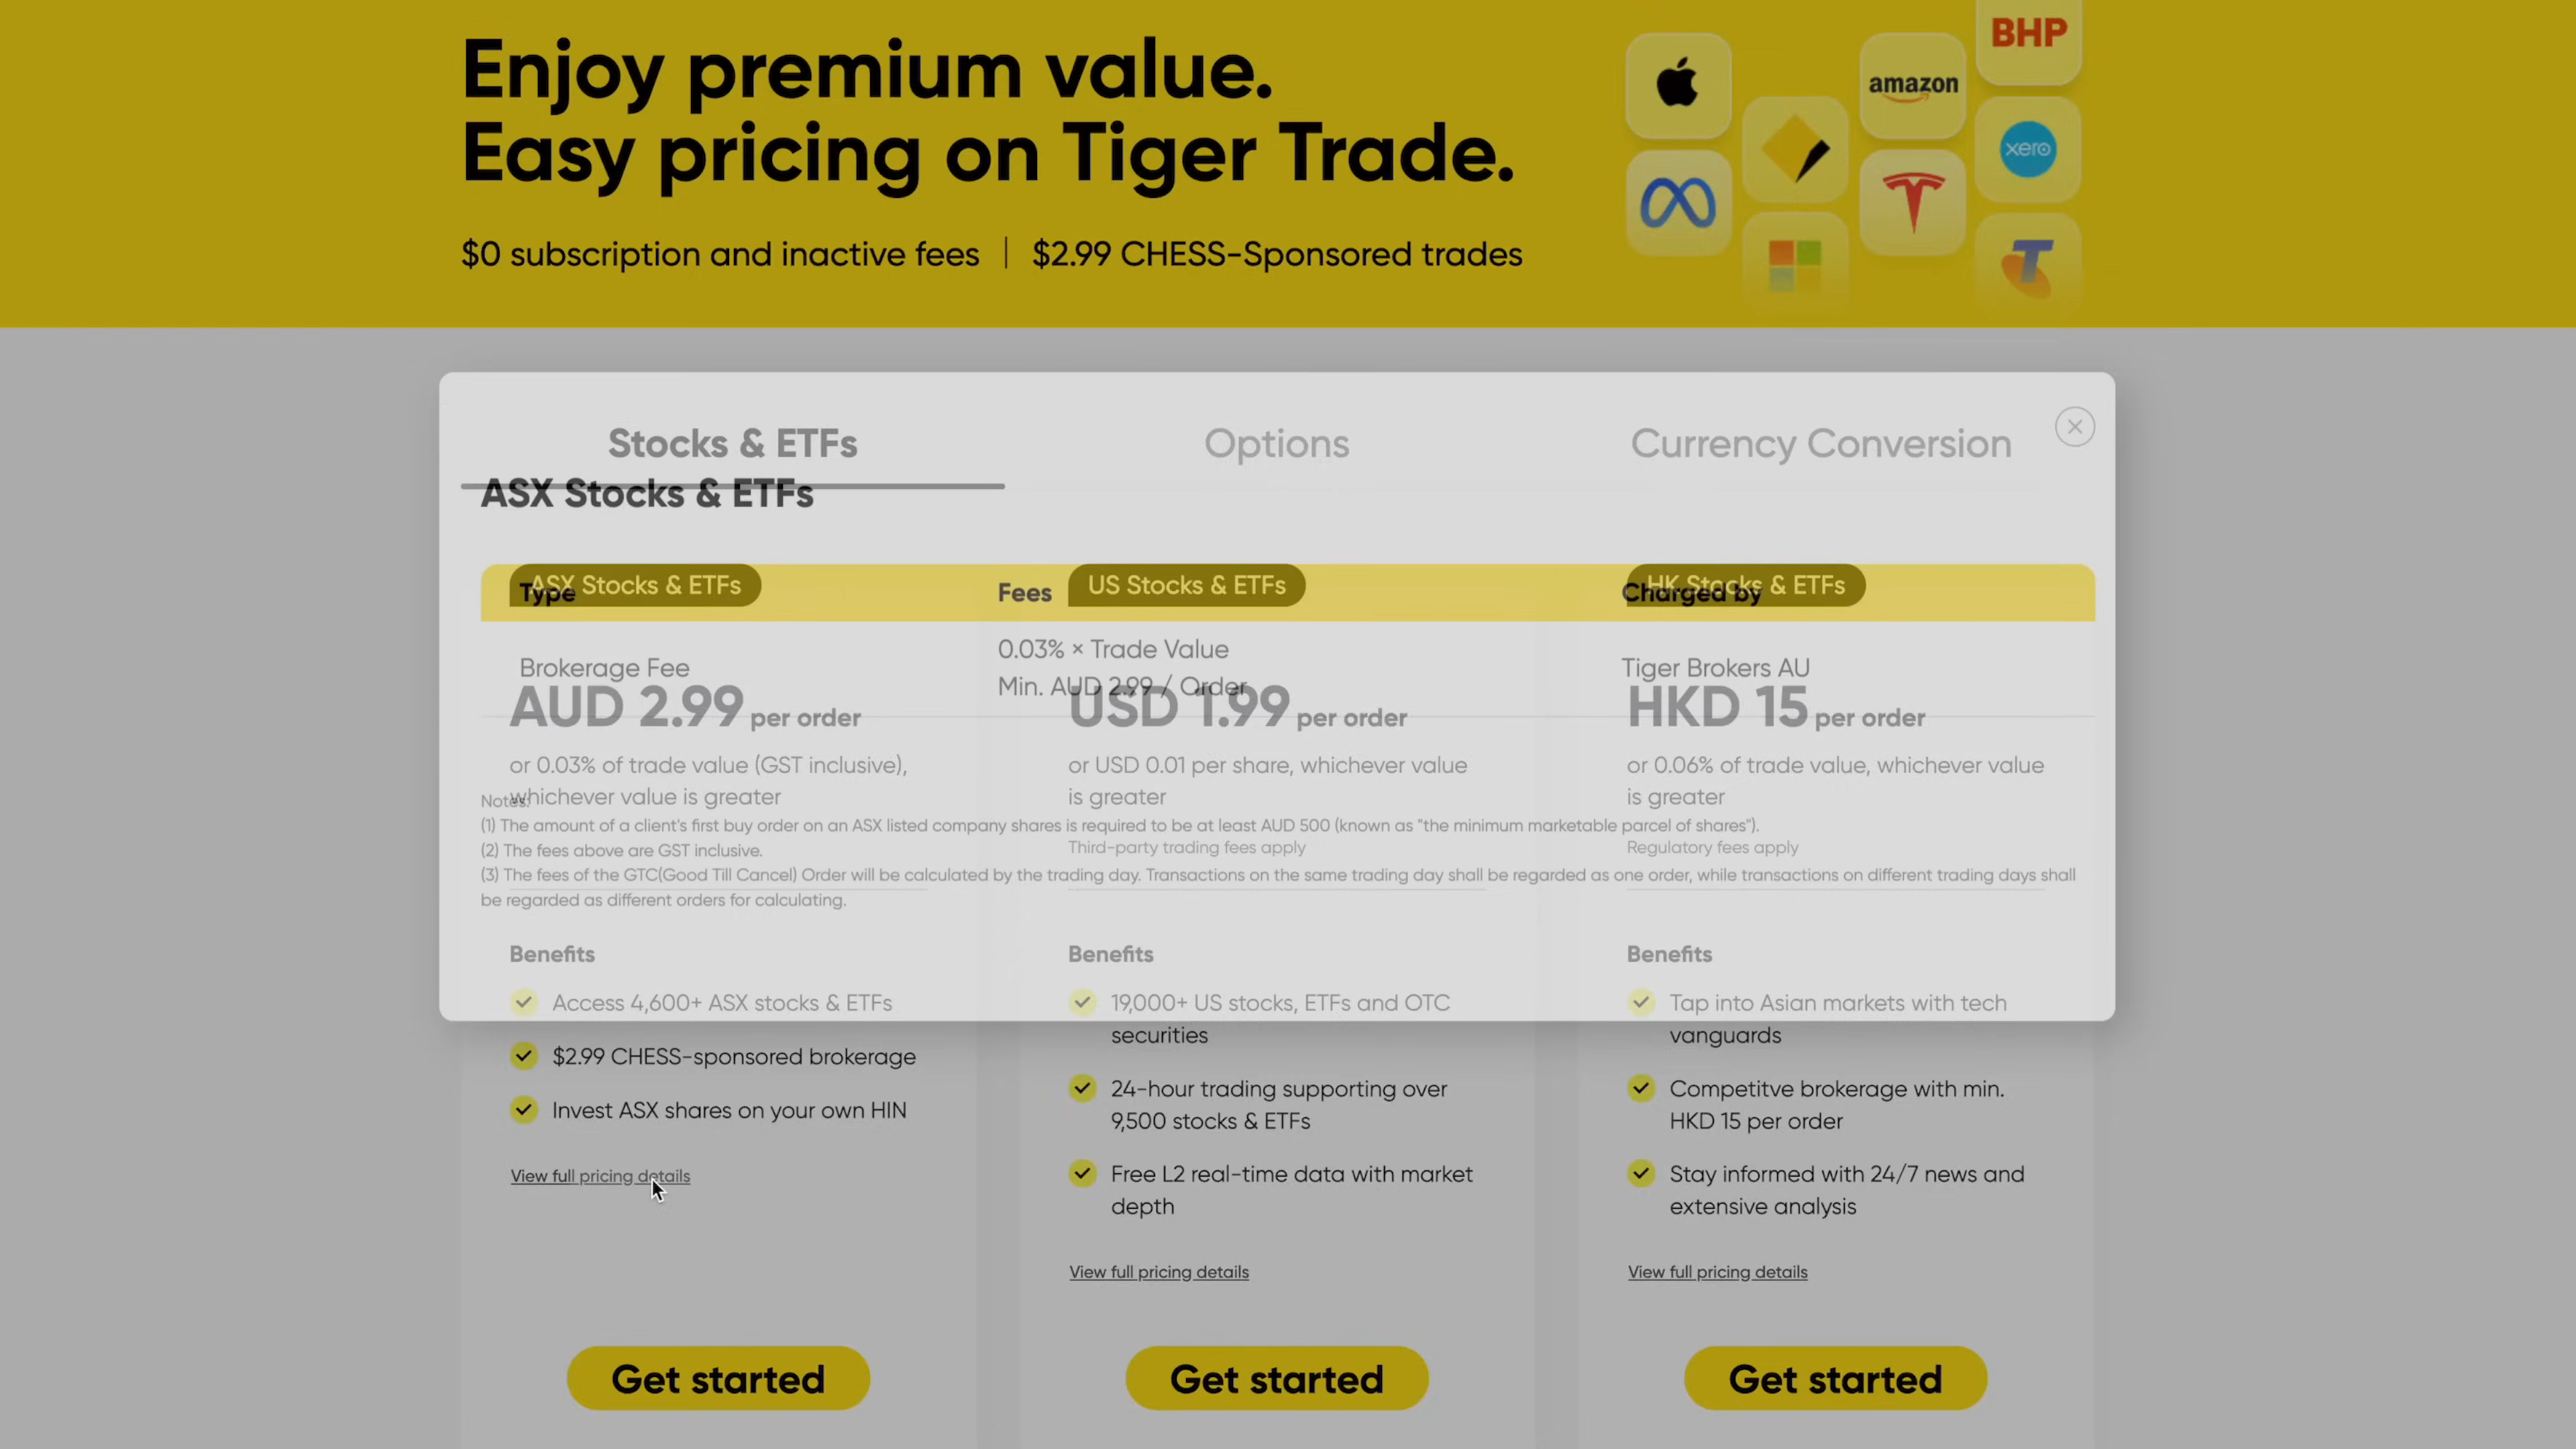 Enjoy premium value.
Easy pricing on Tiger Trade.
$0 subscription and inactive fees | $2.99 CHESS-Sponsored trades
BHP
amazon
xero
T
Stocks & ETFs
Options
Currency Conversion
ASX Stocks & ETFs
Type
Fees
Charged by
ASX Stocks & ETFs
US Stocks & ETFs
HK Stocks & ETFs
Brokerage Fee
0.03% × Trade Value
Min. AUD 2.99 / Order
Tiger Brokers AU
AUD 2.99 per order
USD 1.99 per order
HKD 15 per order
or 0.03% of trade value (GST inclusive),
whichever value is greater
or USD 0.01 per share, whichever value
is greater
or 0.06% of trade value, whichever value
is greater
Notes:
(1) The amount of a client's first buy order on an ASX listed company shares is required to be at least AUD 500 (known as "the minimum marketable parcel of shares").
(2) The fees above are GST inclusive.
(3) The fees of the GTC(Good Till Cancel) Order will be calculated by the trading day. Transactions on the same trading day shall be regarded as one order, while transactions on different trading days shall
be regarded as different orders for calculating.
Third-party trading fees apply
Regulatory fees apply
Benefits
Access 4,600+ ASX stocks & ETFs
$2.99 CHESS-sponsored brokerage
Invest ASX shares on your own HIN
View full pricing details
Get started
Benefits
19,000+ US stocks, ETFs and OTC
securities
24-hour trading supporting over
9,500 stocks & ETFs
Free L2 real-time data with market
depth
View full pricing details
Get started
Benefits
Tap into Asian markets with tech
vanguards
Competitve brokerage with min.
HKD 15 per order
Stay informed with 24/7 news and
extensive analysis
View full pricing details
Get started